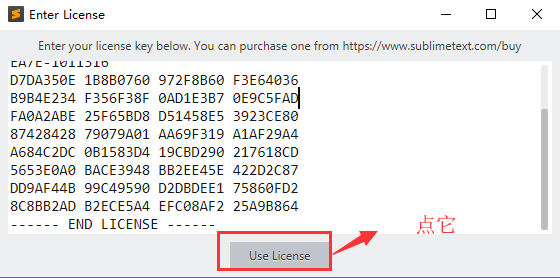 Enter License
Enter your license key below. You can purchase one from https://www.sublimetext.com/buy
EA7E-1011316
D7DA350E 1B8B0760 972F8B60 F3E64036
B9B4E234 F356F38F 0AD1E3B7 0E9C5FAD
FA0A2ABE 25F65BD8 D51458E5 3923CE80
87428428 79079A01 AA69F319 A1AF29A4
A684C2DC 0B1583D4 19CBD290 217618CD
5653E0A0 BACE3948 BB2EE45E 422D2C87
DD9AF44B 99C49590 D2DBDEE1 75860FD2
8C8BB2AD B2ECE5A4 EFC08AF2 25A9B864
------ END LICENSE ------
点它
Use License